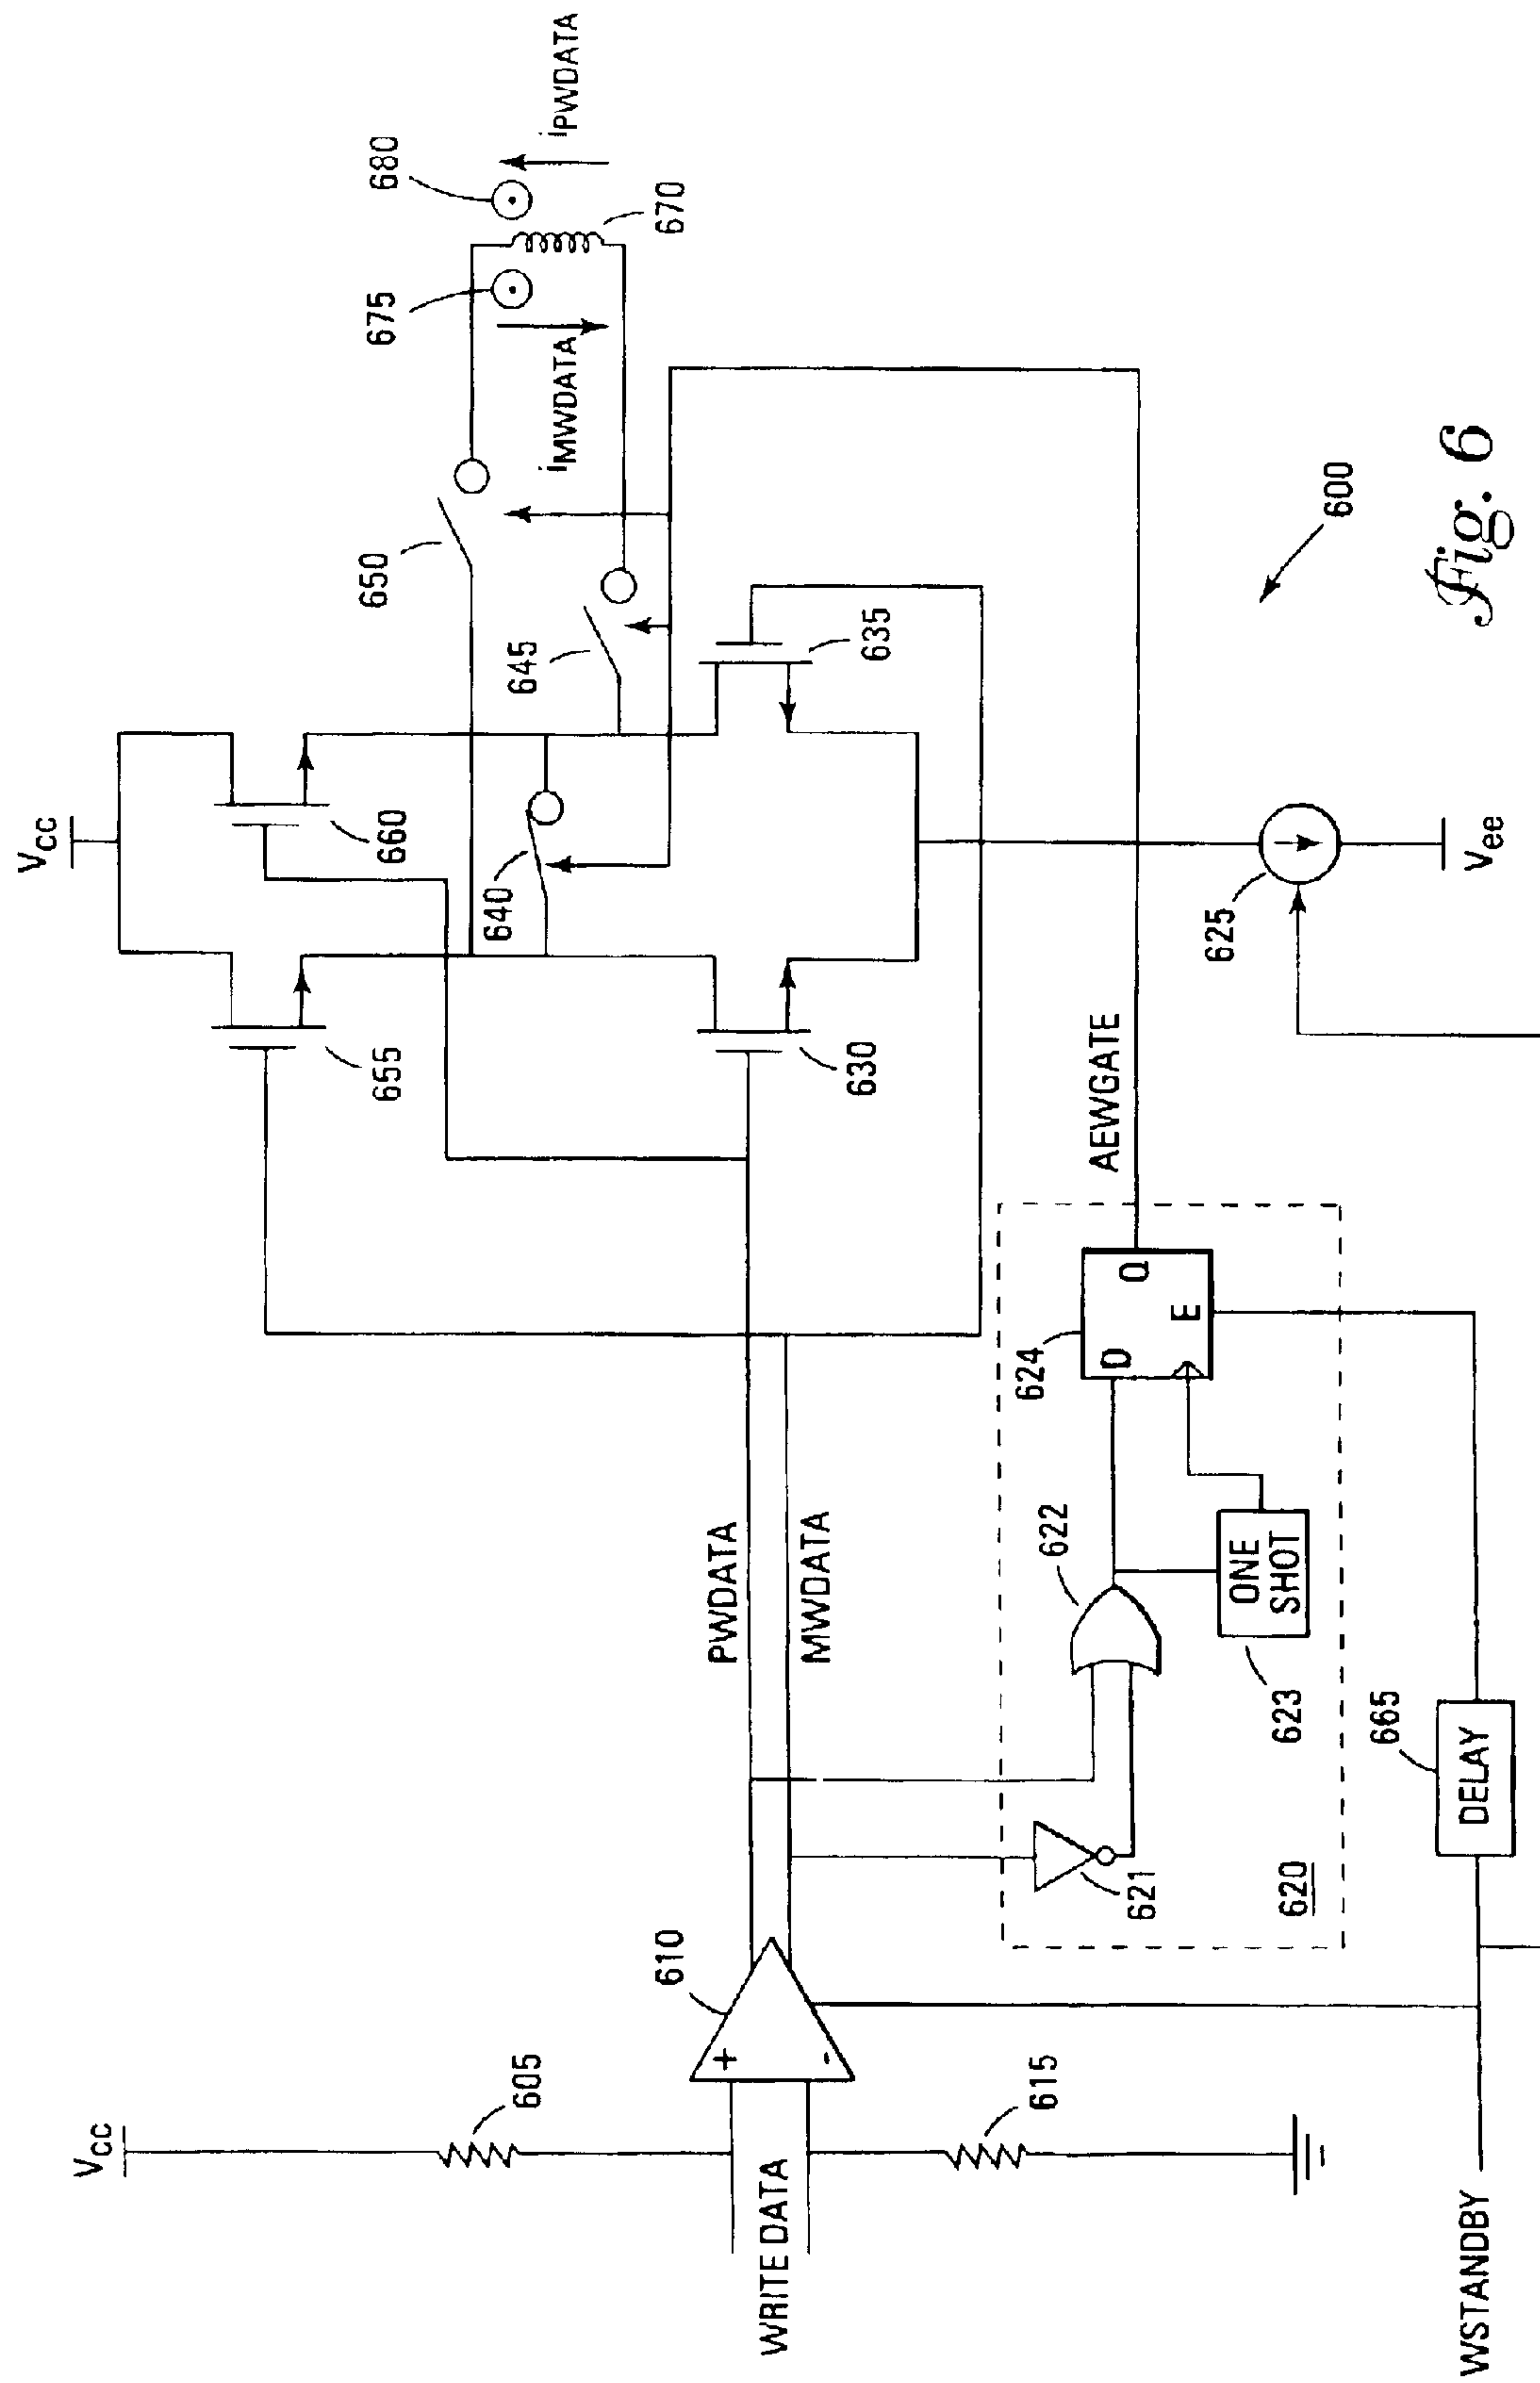 Vcc
605
WRITE DATA
+
-
615
WSTANDBY
610
PWDATA
MWDATA
621
620
622
ONE
SHOT
623
624
D
Q
E
665
DELAY
AEWGATE
Vcc
655
660
630
635
640
645
650
625
Vee
675
680
670
iMWDATA
iPWDATA
600
Fig. 6